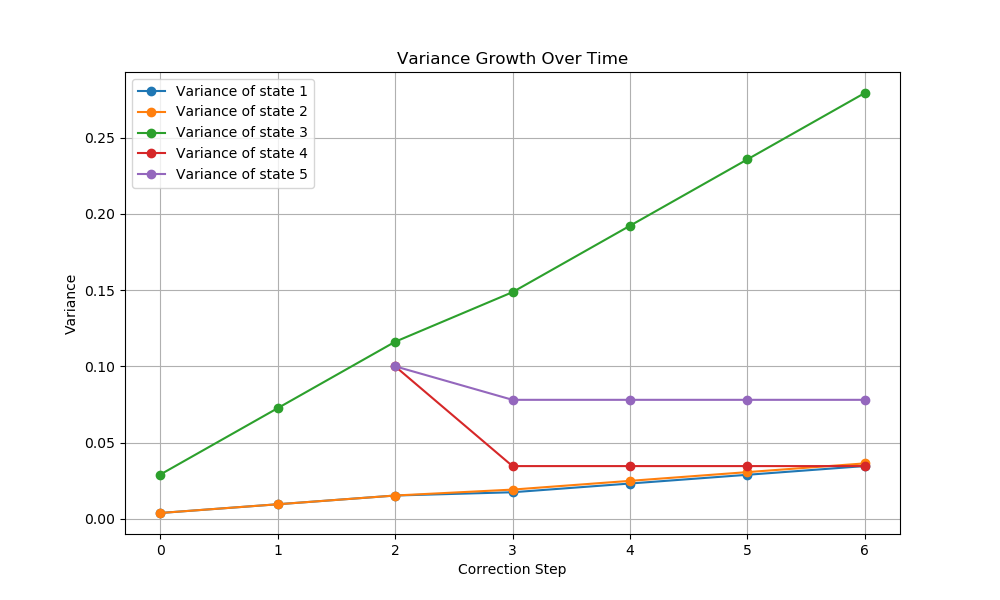 Variance Growth Over Time
Variance of state 1
Variance of state 2
Variance of state 3
Variance of state 4
Variance of state 5
0.25
0.20
0.15
0.10
0.05
0.00
Variance
0 1 2 3 4 5 6
Correction Step